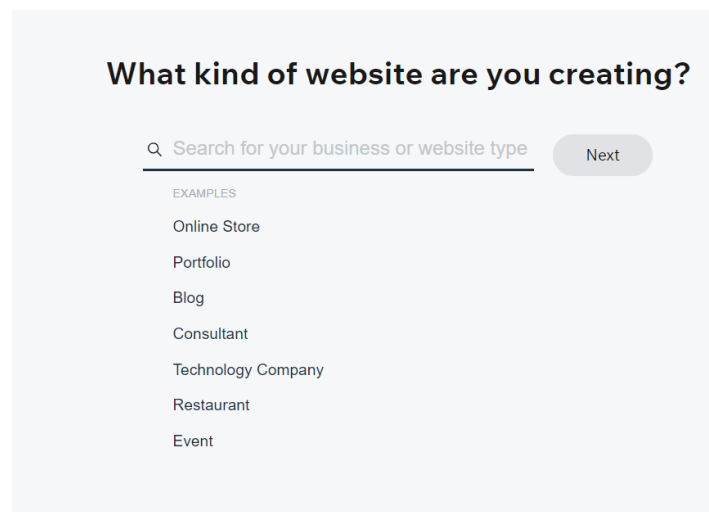 What kind of website are you creating?
Search for your business or website type
Next
EXAMPLES
Online Store
Portfolio
Blog
Consultant
Technology Company
Restaurant
Event